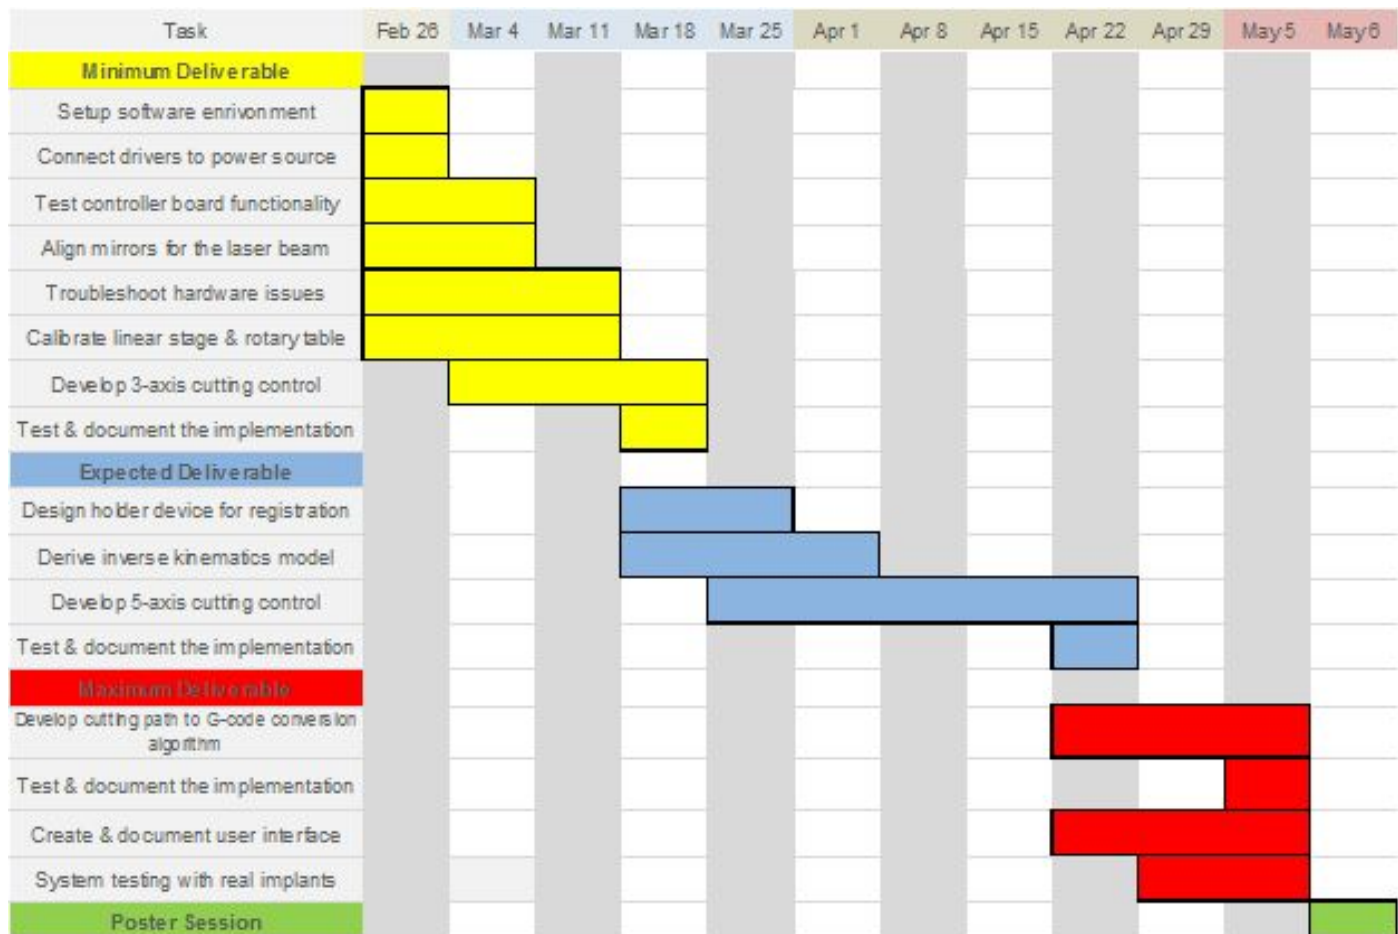 Task Feb 26 Mar 4 Mar 11 Mar 18 Mar 25 Apr 1 Apr 8 Apr 15 Apr 22 Apr 29 May 5 May 6
Minimum Deliverable
Setup software enrivonment
Connect drivers to power source
Test controller board functionality
Align mirrors for the laser beam
Troubleshoot hardware issues
Calibrate linear stage & rotary table
Develop 3-axis cutting control
Test & document the implementation
Expected Deliverable
Design holder device for registration
Derive inverse kinematics model
Develop 5-axis cutting control
Test & document the implementation
Maximum Deliverable
Develop cutting path to G-code conversion
algorithm
Test & document the implementation
Create & document user interface
System testing with real implants
Poster Session